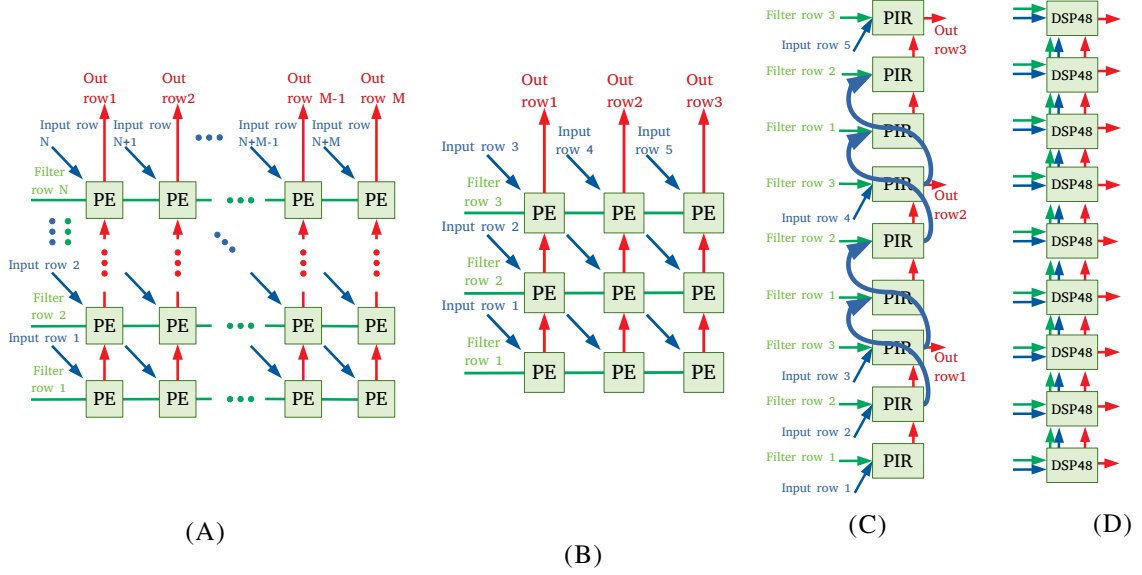 Out
row1
Out
row2
Out
row M-1
Out
row M
Input row
N
Input row
N+1
Input row
N+M-1
Input row
N+M
Filter
row N
PE
PE
PE
PE
Input row 2
Filter
row 2
PE
PE
PE
PE
Input row 1
Filter
row 1
PE
PE
PE
PE
(A)
Out
row1
Out
row2
Out
row3
Input row 3
Input
row 4
Input
row 5
Filter
row 3
PE
PE
PE
Input row 2
Filter
row 2
PE
PE
PE
Input row 1
Filter
row 1
PE
PE
PE
(B)
Filter row 3
PIR
Out
row3
Input row 5
Filter row 2
PIR
Filter row 1
PIR
Filter row 3
PIR
Out
row2
Input row 4
Filter row 2
PIR
Filter row 1
PIR
Filter row 3
PIR
Out
row1
Input row 3
Filter row 2
PIR
Input row 2
Filter row 1
PIR
Input row 1
(C)
DSP48
DSP48
DSP48
DSP48
DSP48
DSP48
DSP48
DSP48
DSP48
(D)